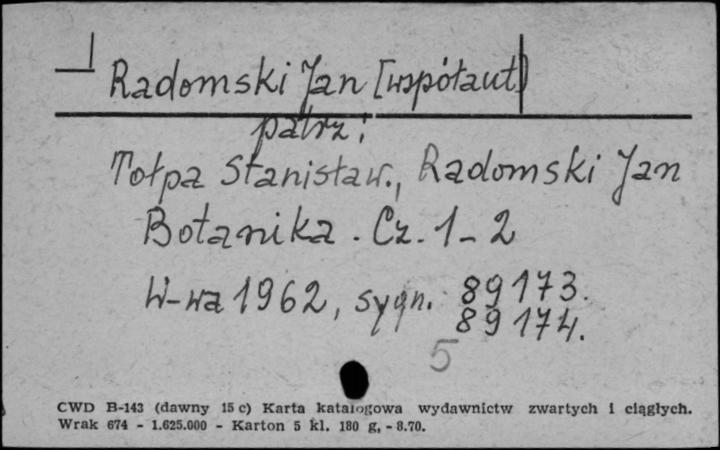 Radomski Jan [współaut]
patrz:
Tołpa Stanisław., Radomski Jan
Botanika. Cz. 1-2
W-wa 1962, sygn. 89173.
89174.
5
CWD B-143 (dawny 15 c) Karta katalogowa wydawnictw zwartych i ciągłych.
Wrak 674 - 1.625.000 - Karton 5 kl. 180 g, - 8.70.